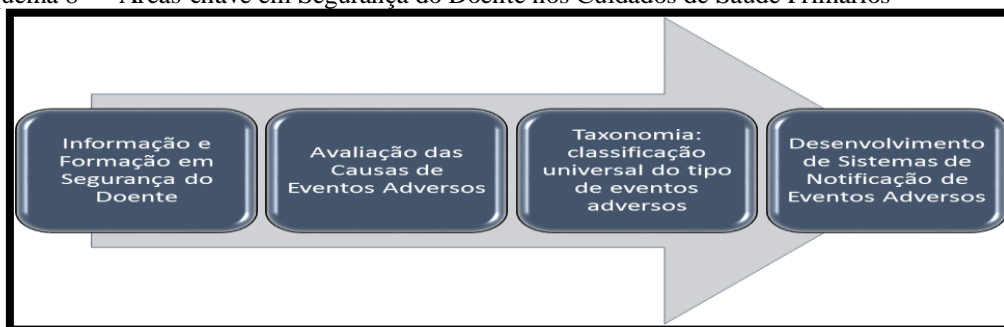 quema 8 — Áreas-chave em Segurança do Doente nos Cuidados de Saúde Primários
Informação e
Formação em
Segurança do
Doente
Avaliação das
Causas de
Eventos Adversos
Taxonomia:
classificação
universal do tipo
de eventos
adversos
Desenvolvimento
de Sistemas de
Notificação de
Eventos Adversos